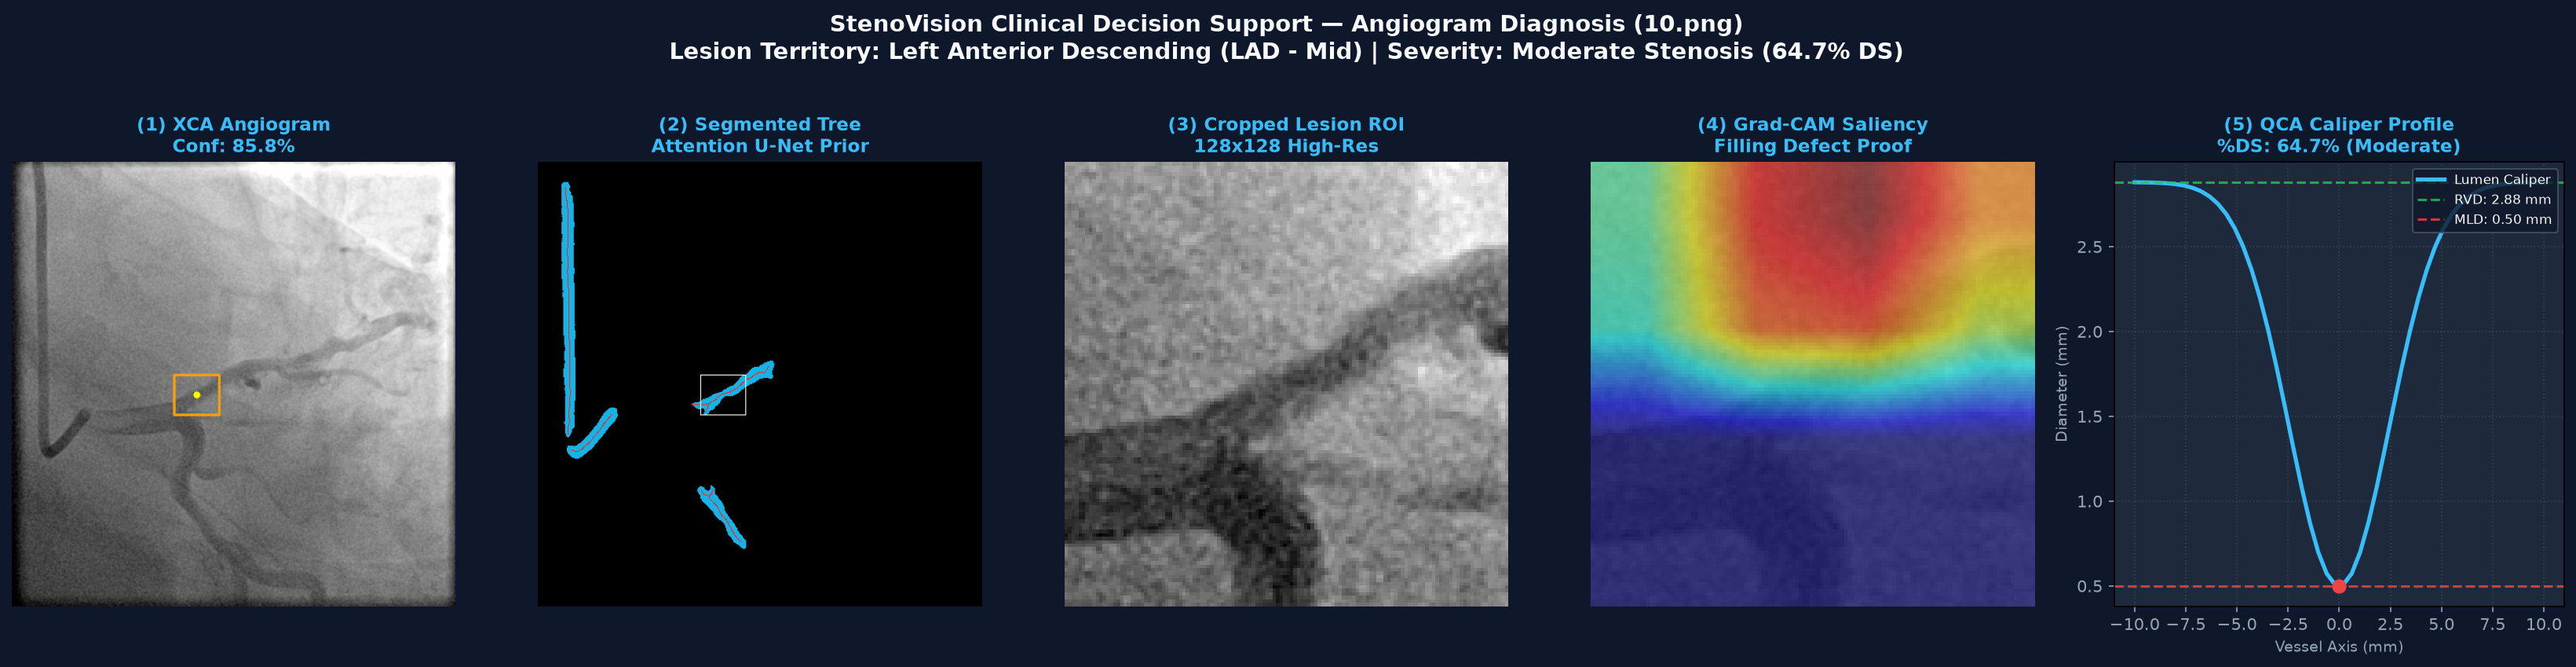 StenoVision Clinical Decision Support — Angiogram Diagnosis (10.png)
Lesion Territory: Left Anterior Descending (LAD - Mid) | Severity: Moderate Stenosis (64.7% DS)
(1) XCA Angiogram
Conf: 85.8%
(2) Segmented Tree
Attention U-Net Prior
(3) Cropped Lesion ROI
128x128 High-Res
(4) Grad-CAM Saliency
Filling Defect Proof
(5) QCA Caliper Profile
%DS: 64.7% (Moderate)
Lumen Caliper
RVD: 2.88 mm
MLD: 0.50 mm
Diameter (mm)
2.5
2.0
1.5
1.0
0.5
−10.0 −7.5 −5.0 −2.5 0.0 2.5 5.0 7.5 10.0
Vessel Axis (mm)